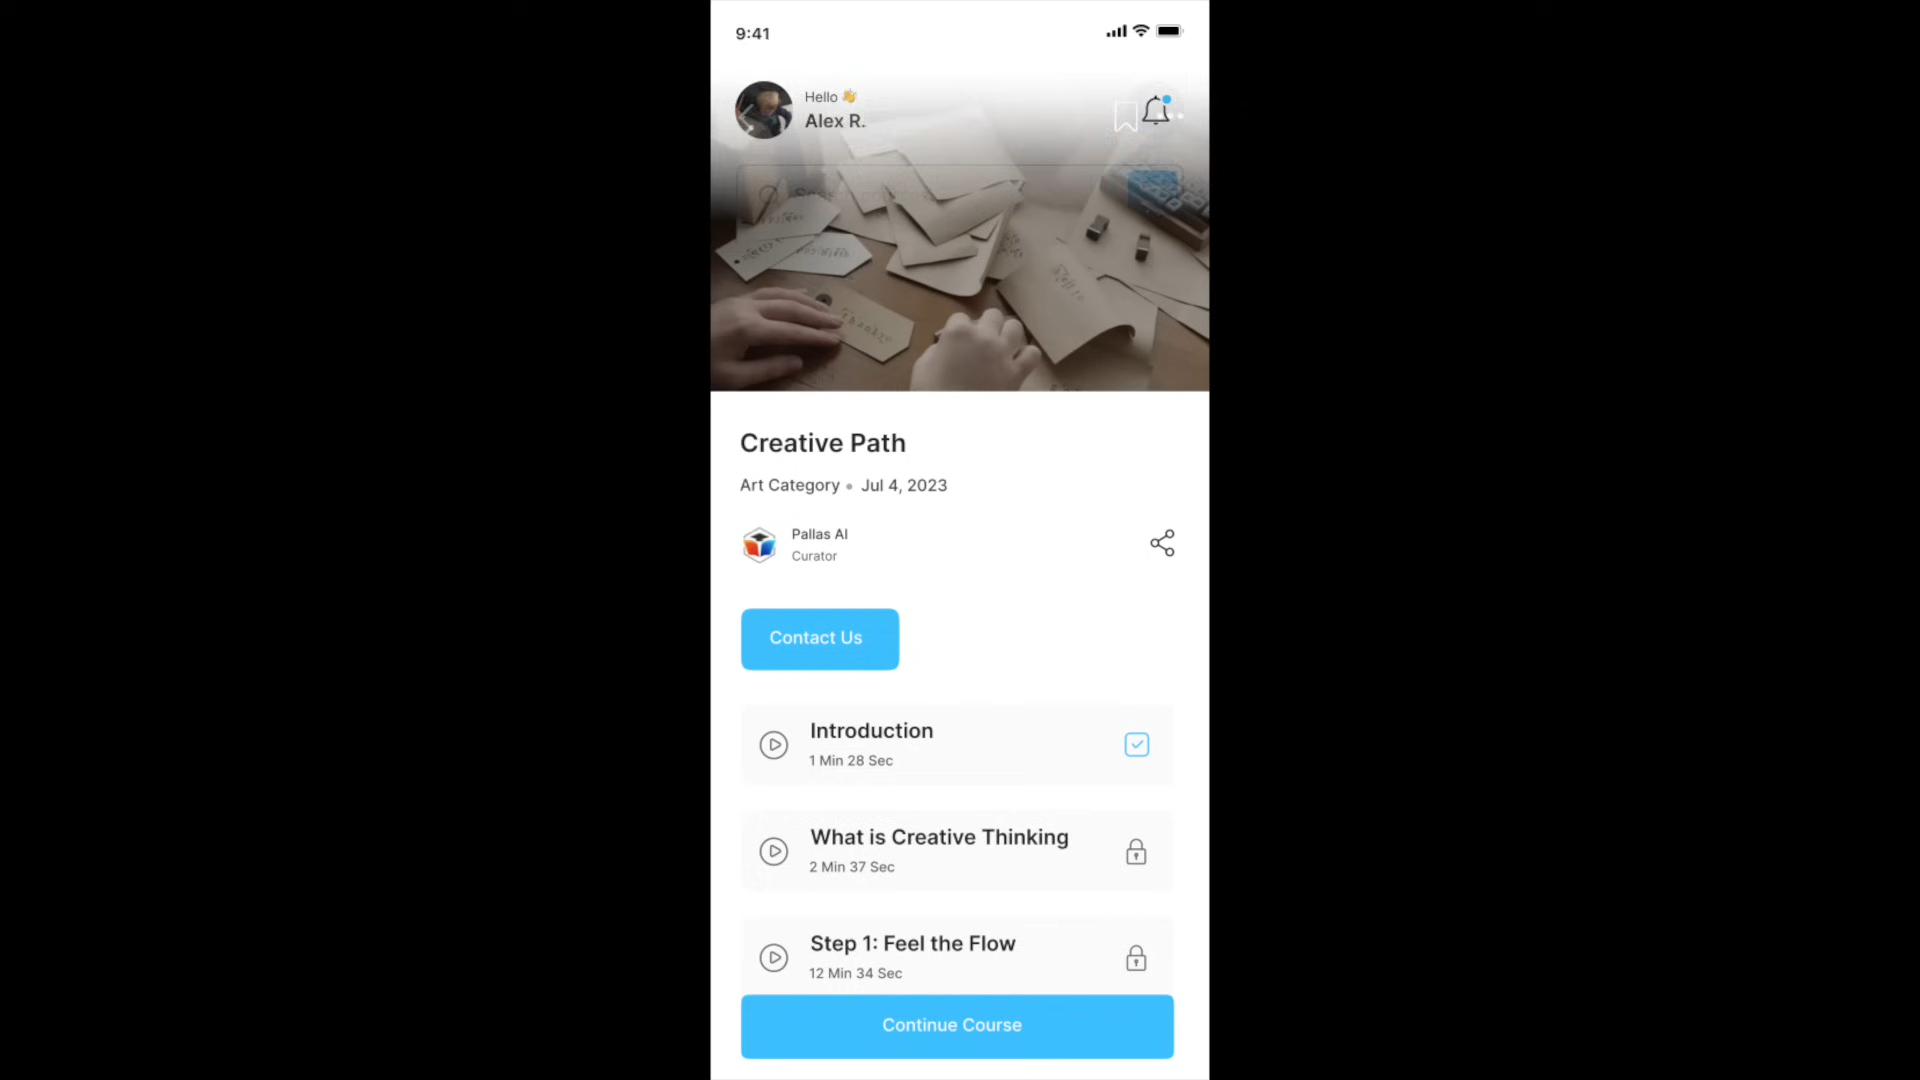 9:41
Hello 👋
Alex R.
Creative Path
Art Category • Jul 4, 2023
Pallas AI
Curator
Contact Us
Introduction
1 Min 28 Sec
What is Creative Thinking
2 Min 37 Sec
Step 1: Feel the Flow
12 Min 34 Sec
Continue Course